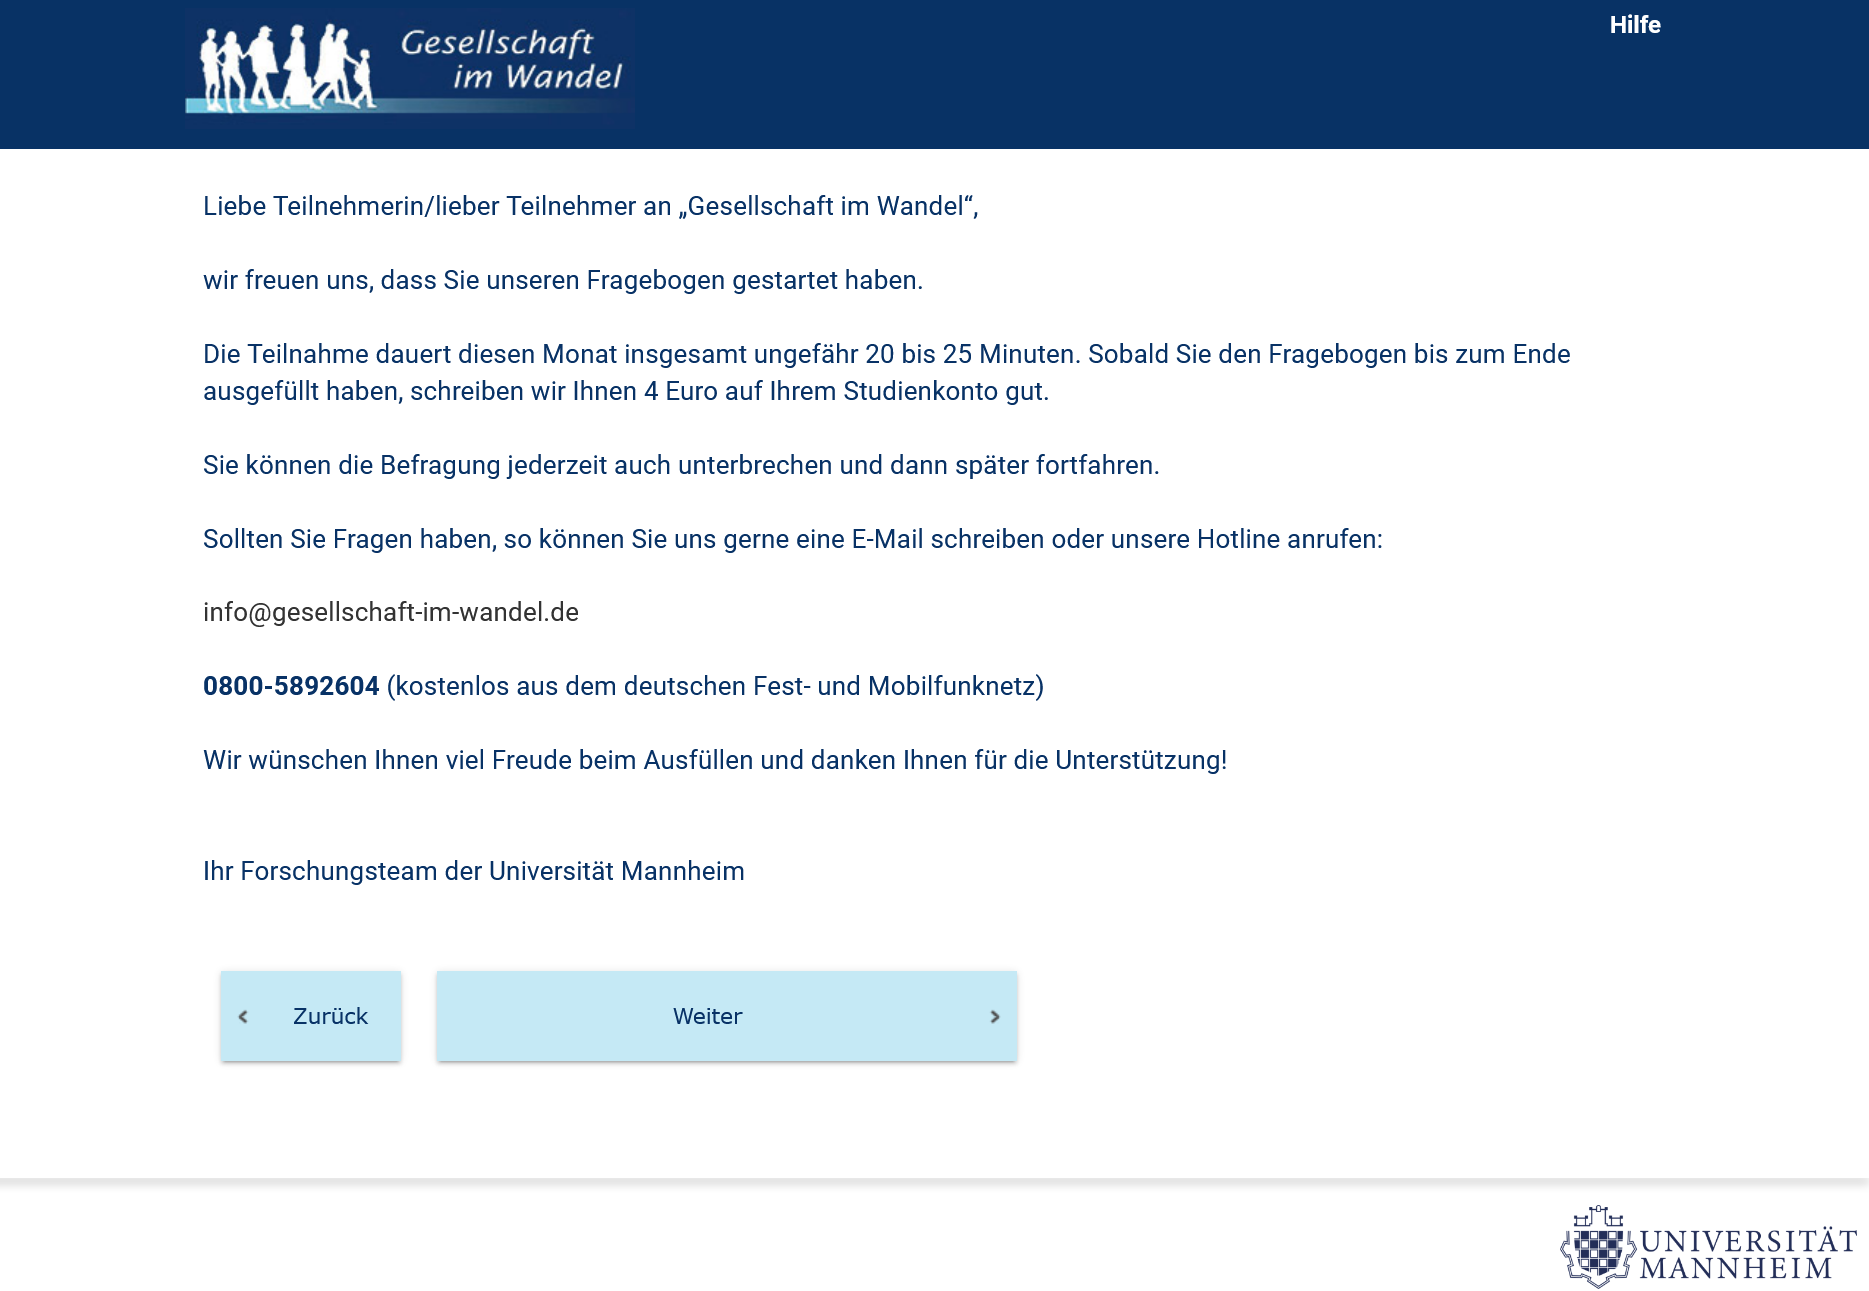 Gesellschaft
im Wandel
Hilfe
Liebe Teilnehmerin/lieber Teilnehmer an „Gesellschaft im Wandel“,
wir freuen uns, dass Sie unseren Fragebogen gestartet haben.
Die Teilnahme dauert diesen Monat insgesamt ungefähr 20 bis 25 Minuten. Sobald Sie den Fragebogen bis zum Ende
ausgefüllt haben, schreiben wir Ihnen 4 Euro auf Ihrem Studienkonto gut.
Sie können die Befragung jederzeit auch unterbrechen und dann später fortfahren.
Sollten Sie Fragen haben, so können Sie uns gerne eine E-Mail schreiben oder unsere Hotline anrufen:
info@gesellschaft-im-wandel.de
0800-5892604 (kostenlos aus dem deutschen Fest- und Mobilfunknetz)
Wir wünschen Ihnen viel Freude beim Ausfüllen und danken Ihnen für die Unterstützung!
Ihr Forschungsteam der Universität Mannheim
Zurück
Weiter
UNIVERSITÄT
MANNHEIM